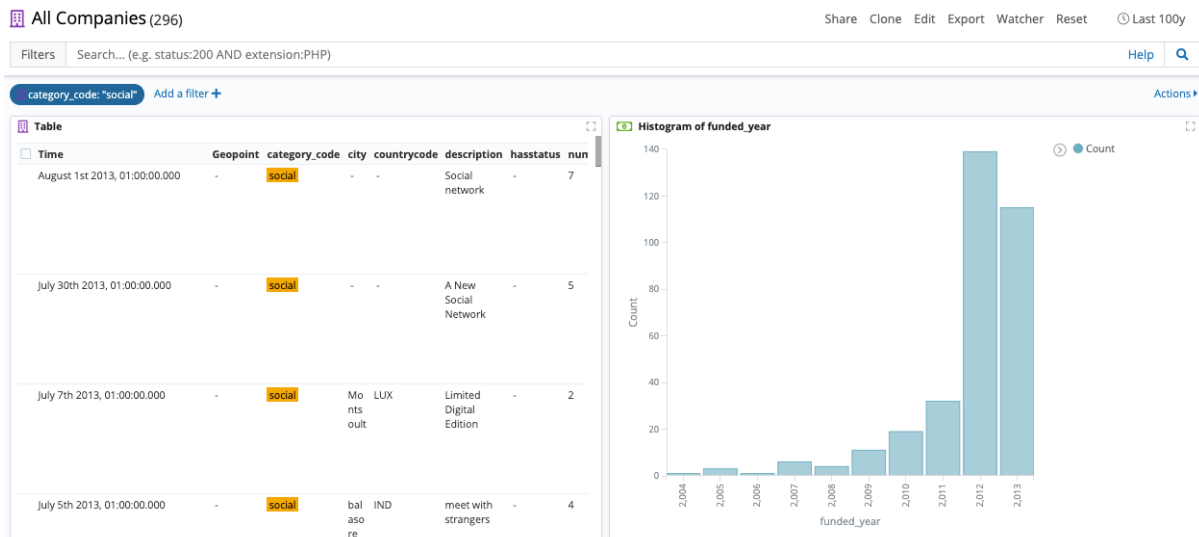 All Companies (296)
Share Clone Edit Export Watcher Reset Last 100y
Filters Search... (e.g. status:200 AND extension:PHP) Help
category_code: "social" Add a filter + Actions
Table
Time Geopoint category_code city countrycode description hasstatus num
August 1st 2013, 01:00:00.000 - social - - Social - 7
network
July 30th 2013, 01:00:00.000 - social - - A New - 5
Social
Network
July 7th 2013, 01:00:00.000 - social Mo LUX Limited - 2
nts Digital
oult Edition
July 5th 2013, 01:00:00.000 - social bal IND meet with - 4
aso strangers
re
Histogram of funded_year
Count
140
120
100
80
60
40
20
0
Count
2,004 2,005 2,006 2,007 2,008 2,009 2,010 2,011 2,012 2,013
funded_year